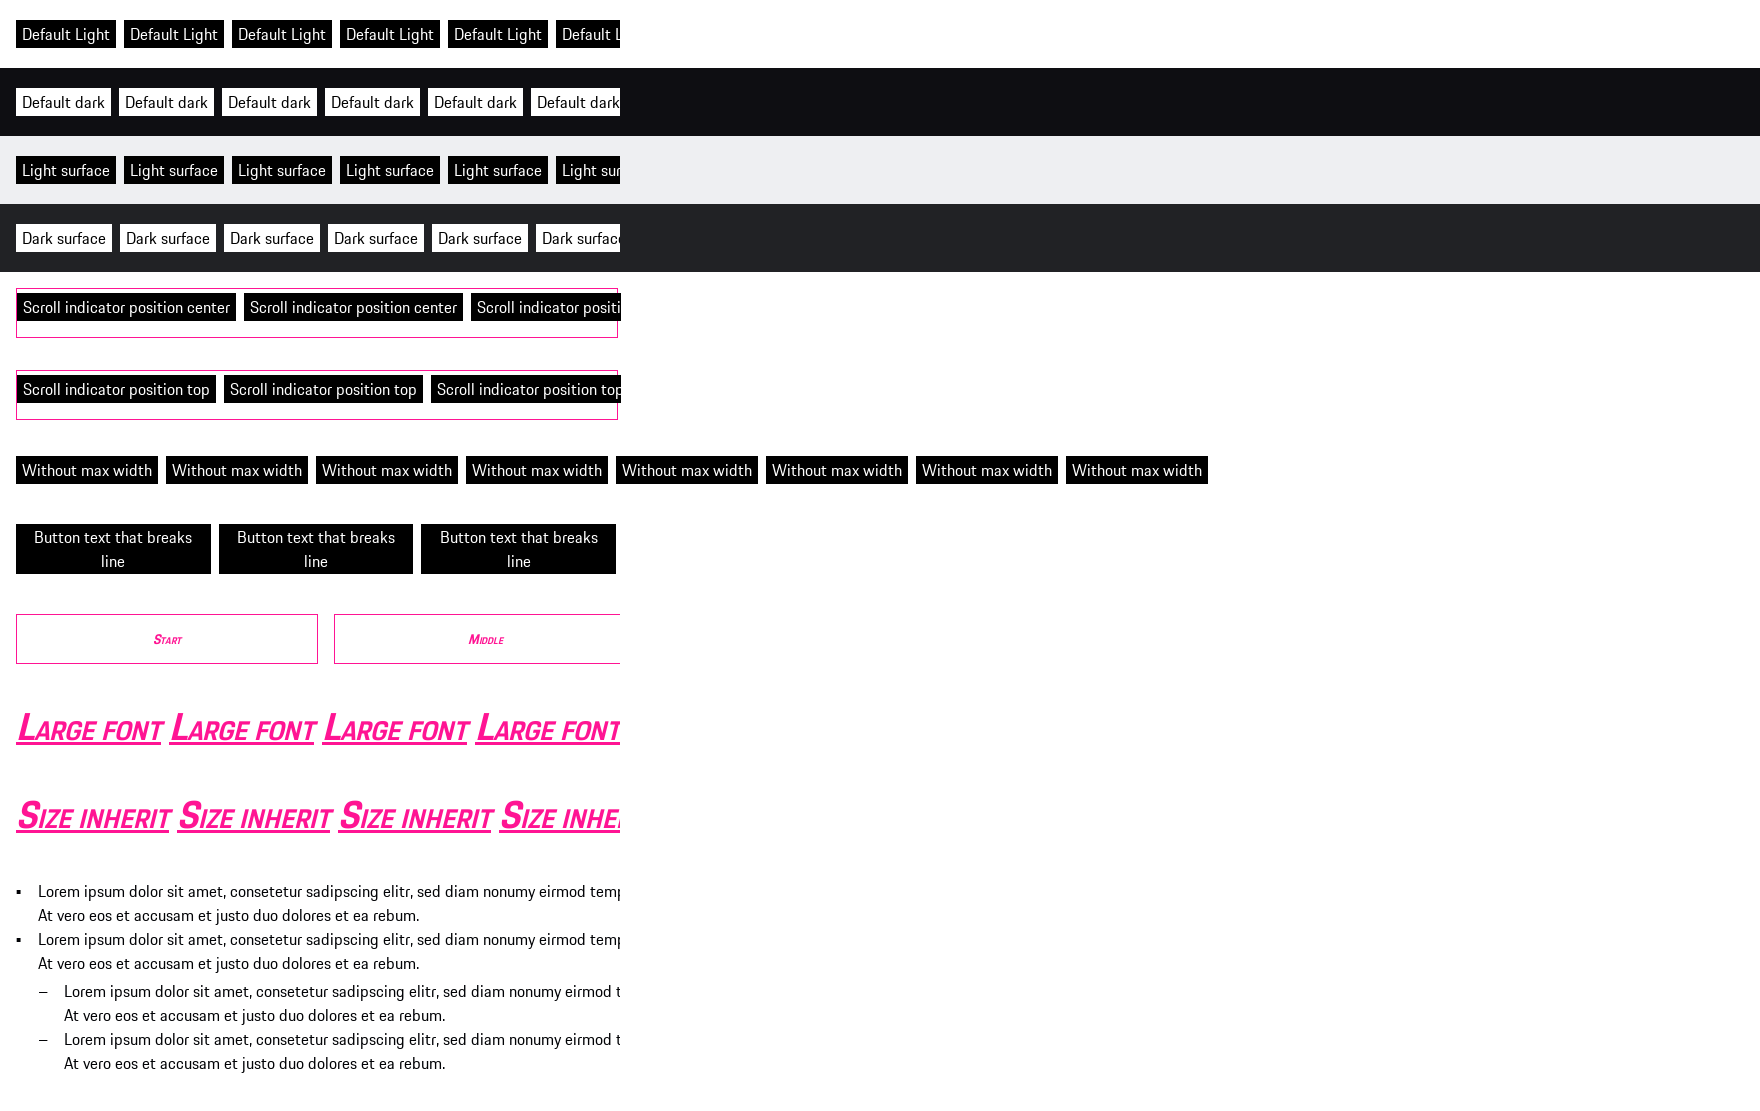 Default Light Default Light Default Light Default Light Default Light Default L
Default dark Default dark Default dark Default dark Default dark Default dark
Light surface Light surface Light surface Light surface Light surface Light sur
Dark surface Dark surface Dark surface Dark surface Dark surface Dark surface
Scroll indicator position center Scroll indicator position center Scroll indicator positi
Scroll indicator position top Scroll indicator position top Scroll indicator position top
Without max width Without max width Without max width Without max width Without max width Without max width Without max width Without max width
Button text that breaks line Button text that breaks line Button text that breaks line
Start Middle
Large font Large font Large font Large font
Size inherit Size inherit Size inherit Size inher
▪ Lorem ipsum dolor sit amet, consetetur sadipscing elitr, sed diam nonumy eirmod temp
At vero eos et accusam et justo duo dolores et ea rebum.
▪ Lorem ipsum dolor sit amet, consetetur sadipscing elitr, sed diam nonumy eirmod temp
At vero eos et accusam et justo duo dolores et ea rebum.
– Lorem ipsum dolor sit amet, consetetur sadipscing elitr, sed diam nonumy eirmod t
At vero eos et accusam et justo duo dolores et ea rebum.
– Lorem ipsum dolor sit amet, consetetur sadipscing elitr, sed diam nonumy eirmod t
At vero eos et accusam et justo duo dolores et ea rebum.